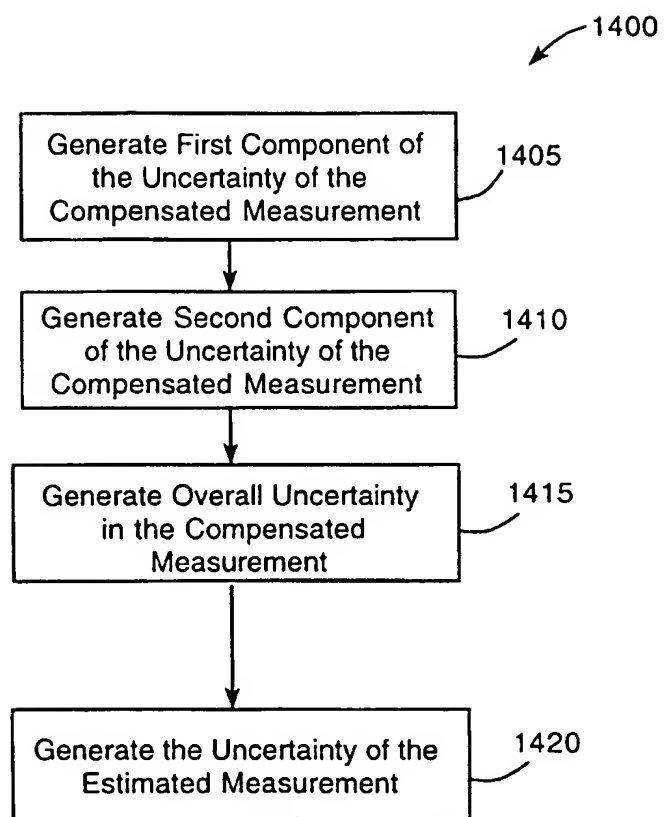 1400
Generate First Component of
the Uncertainty of the
Compensated Measurement
1405
Generate Second Component
of the Uncertainty of the
Compensated Measurement
1410
Generate Overall Uncertainty
in the Compensated
Measurement
1415
Generate the Uncertainty of the
Estimated Measurement
1420